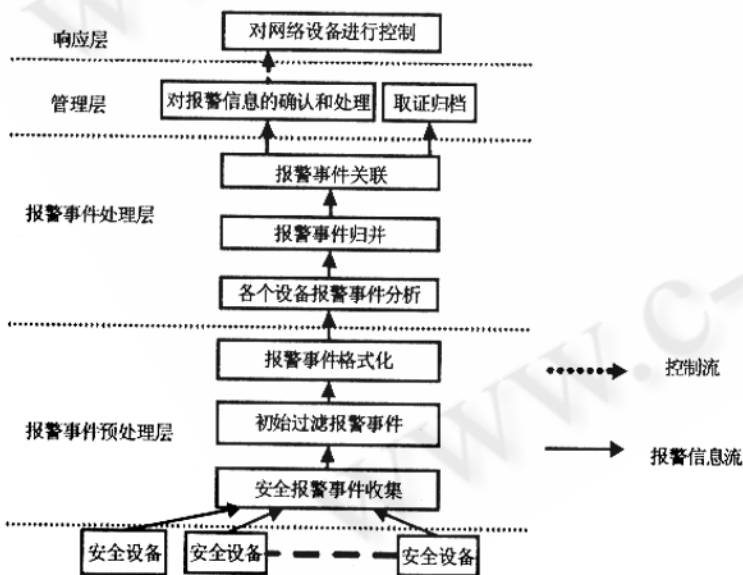 响应层
对网络设备进行控制
管理层
对报警信息的确认和处理
取证归档
报警事件关联
报警事件处理层
报警事件归并
各个设备报警事件分析
报警事件格式化
控制流
初始过滤报警事件
报警事件预处理层
报警信息流
安全报警事件收集
安全设备
安全设备
安全设备
www.c-